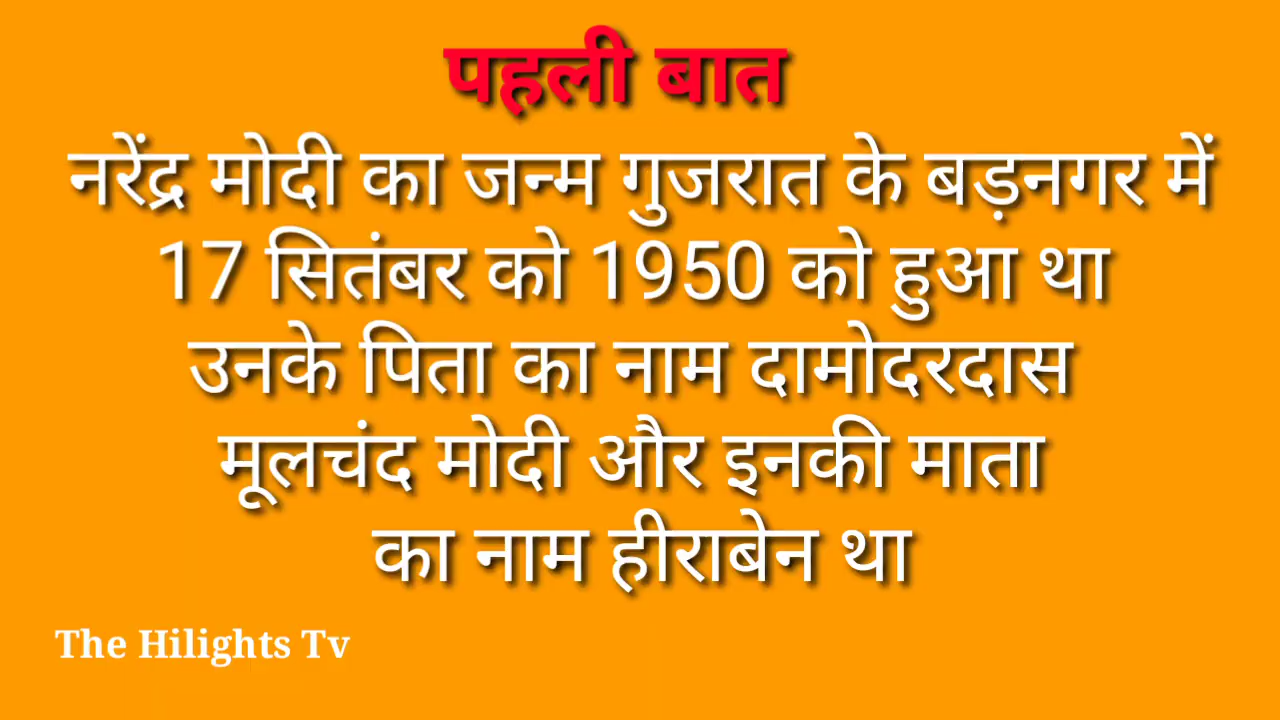 पहली बात
नरेंद्र मोदी का जन्म गुजरात के बड़नगर में
17 सितंबर को 1950 को हुआ था
उनके पिता का नाम दामोदरदास
मूलचंद मोदी और इनकी माता
का नाम हीराबेन था
The Hilights Tv